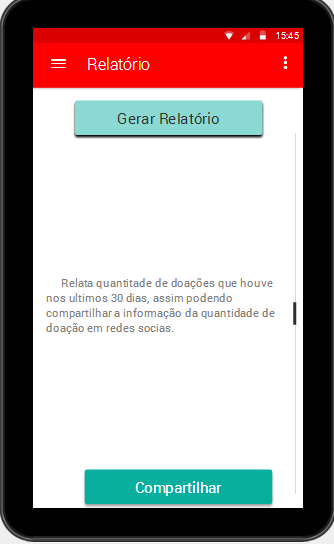 15:45
Relatório
Gerar Relatório
Relata quantitade de doações que houve
nos ultimos 30 dias, assim podendo
compartilhar a informação da quantidade de
doação em redes socias.
Compartilhar